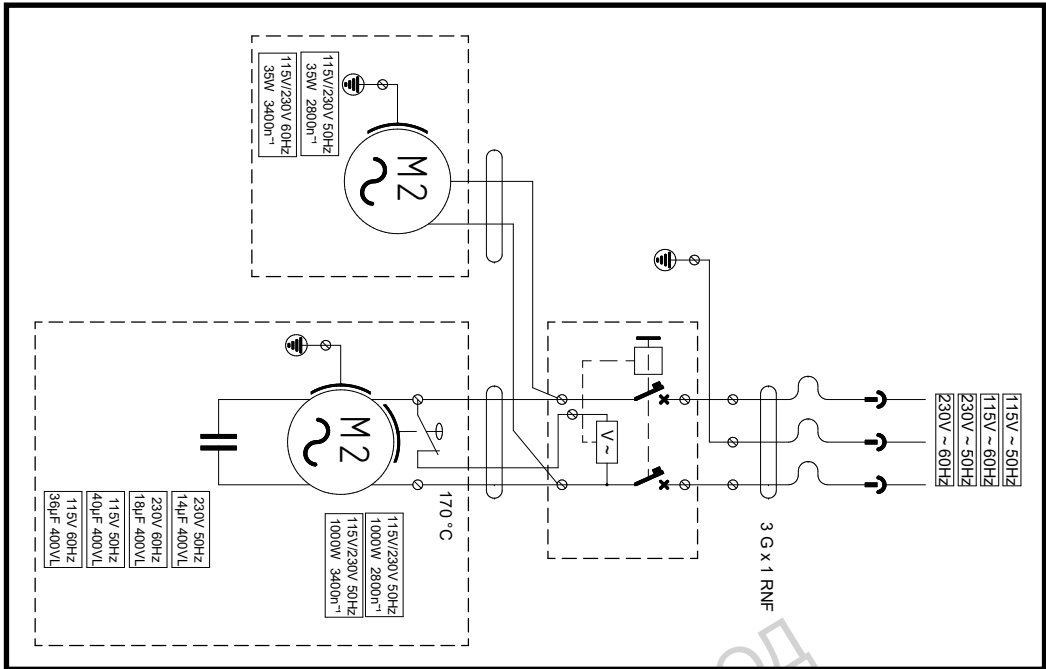 115V ~ 50Hz
115V ~ 60Hz
230V ~ 50Hz
230V ~ 60Hz
3 G x 1 RNF
V ~
170 °C
M2
115V/230V 50Hz
35W 2800n⁻¹
115V/230V 60Hz
35W 3400n⁻¹
M2
115V/230V 50Hz
1000W 2800n⁻¹
115V/230V 50Hz
1000W 3400n⁻¹
230V 50Hz
14µF 400VL
230V 60Hz
18µF 400VL
115V 50Hz
40µF 400VL
115V 60Hz
36µF 400VL